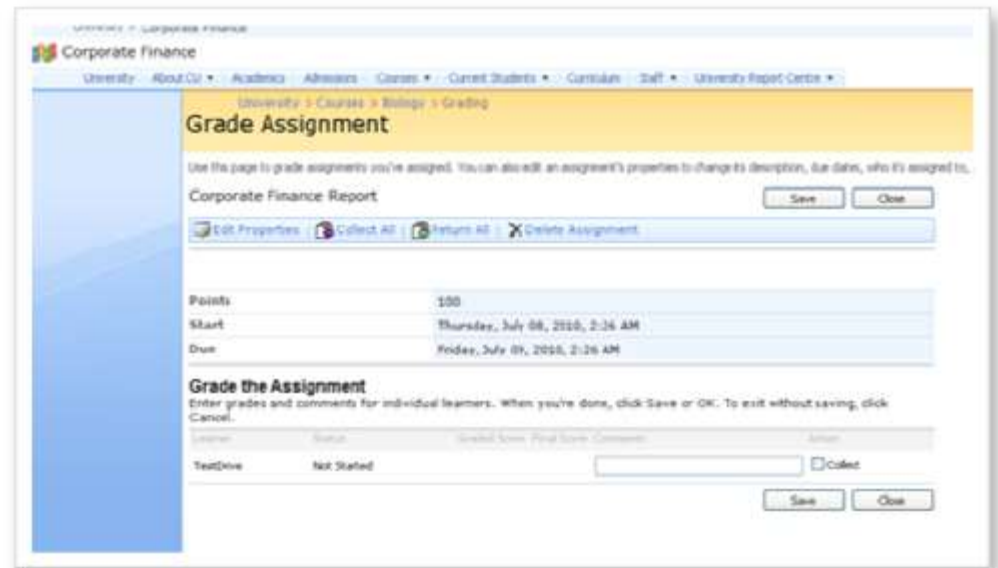 University > Corporate Finance
Corporate Finance
University About CU Academics Admissions Courses Current Students Curriculum Staff University Report Centre
University > Courses > Biology > Grading
Grade Assignment
Use this page to grade assignments you've assigned. You can also edit an assignment's properties to change its description, due dates, who it's assigned to,
Corporate Finance Report
Save Close
Edit Properties | Collect All | Return All | Delete Assignment
Points 100
Start Thursday, July 08, 2010, 2:26 AM
Due Friday, July 09, 2010, 2:26 AM
Grade the Assignment
Enter grades and comments for individual learners. When you're done, click Save or OK. To exit without saving, click
Cancel.
Learner Status Graded Score Final Score Comments Action
TestDrive Not Started Collect
Save Close